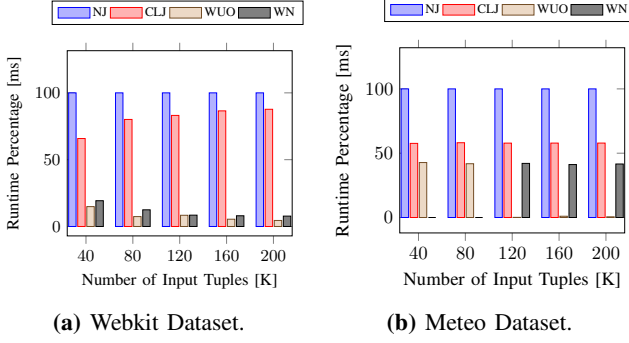 NJ CLJ WUO WN
Runtime Percentage [ms]
100
50
0
40 80 120 160 200
Number of Input Tuples [K]
(a) Webkit Dataset.
NJ CLJ WUO WN
Runtime Percentage [ms]
100
50
0
40 80 120 160 200
Number of Input Tuples [K]
(b) Meteo Dataset.